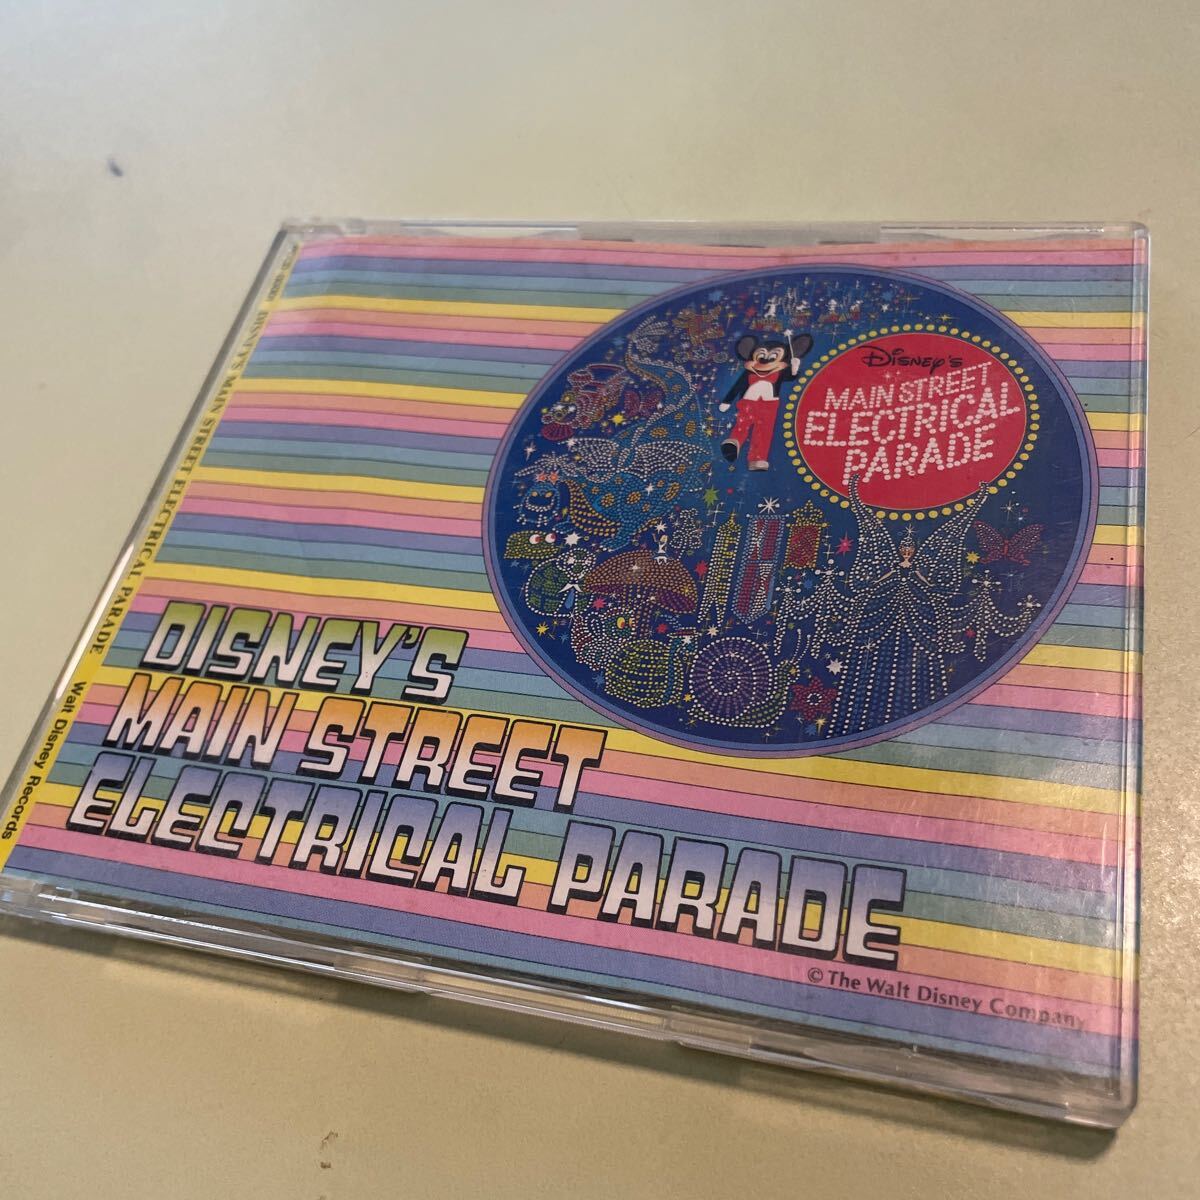 DISNEY'S MAIN STREET ELECTRICAL PARADE Walt Disney Records
Disney's
MAIN STREET
ELECTRICAL
PARADE
DISNEY'S
MAIN STREET
ELECTRICAL PARADE
© The Walt Disney Company